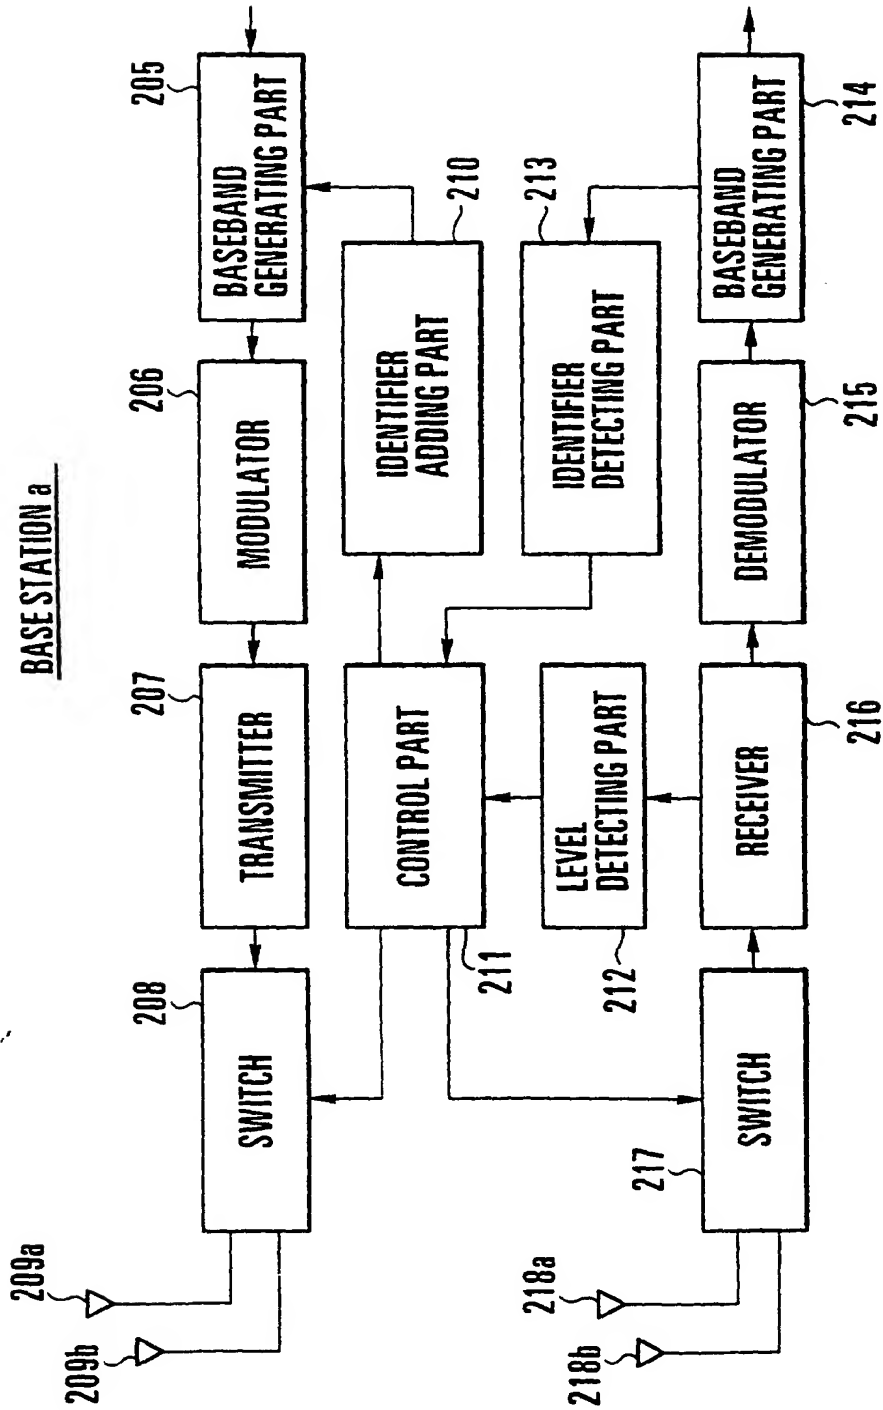 BASE STATION a
209a
209b
208
SWITCH
207
TRANSMITTER
206
MODULATOR
205
BASEBAND
GENERATING PART
211
CONTROL PART
210
IDENTIFIER
ADDING PART
212
LEVEL
DETECTING PART
213
IDENTIFIER
DETECTING PART
218a
218b
217
SWITCH
216
RECEIVER
215
DEMODULATOR
214
BASEBAND
GENERATING PART